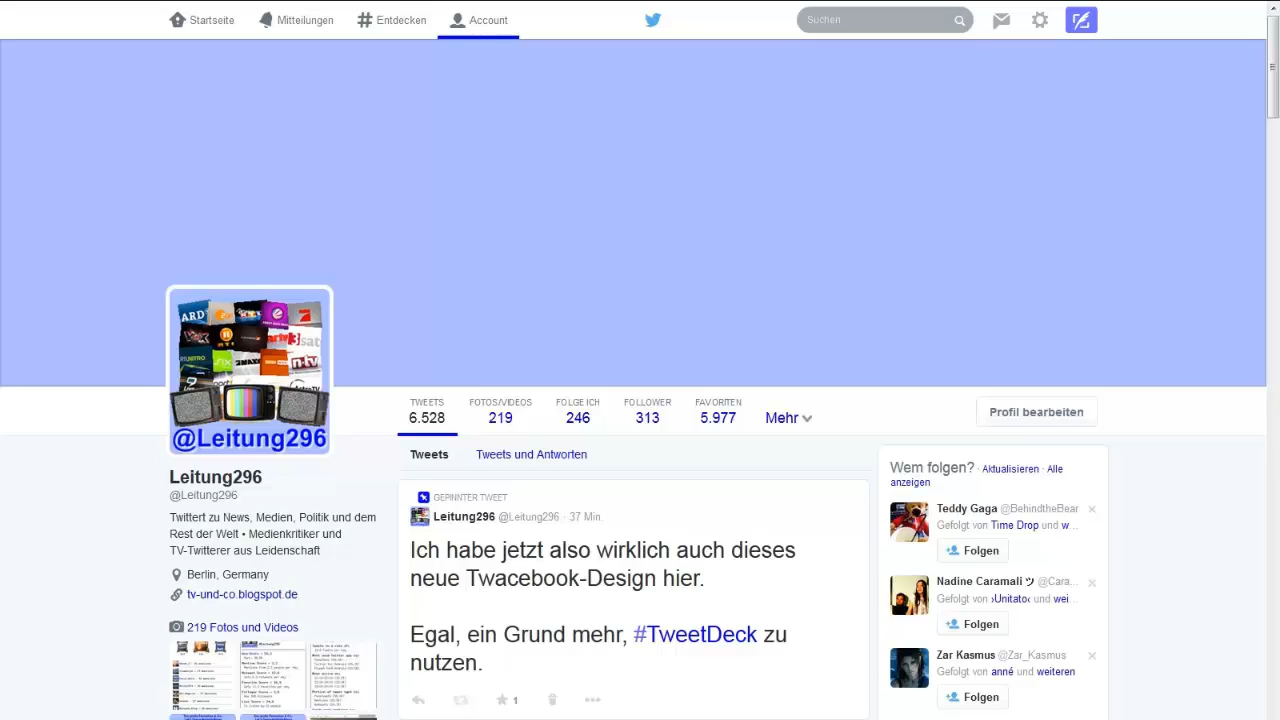 Startseite Mitteilungen Entdecken Account Suchen
ARD
@Leitung296
TWEETS FOTOS/VIDEOS FOLGE ICH FOLLOWER FAVORITEN
6.528 219 246 313 5.977 Mehr
Profil bearbeiten
Leitung296
@Leitung296
Twittert zu News, Medien, Politik und dem
Rest der Welt • Medienkritiker und
TV-Twitterer aus Leidenschaft
Berlin, Germany
tv-und-co.blogspot.de
219 Fotos und Videos
Tweets Tweets und Antworten
GEPINNTER TWEET
Leitung296 @Leitung296 · 37 Min.
Ich habe jetzt also wirklich auch dieses
neue Twacebook-Design hier.
Egal, ein Grund mehr, #TweetDeck zu
nutzen.
1
Wem folgen? · Aktualisieren · Alle
anzeigen
Teddy Gaga @BehindtheBear
Gefolgt von Time Drop und w...
Folgen
Nadine Caramali ツ @Cara...
Gefolgt von ›Unitato‹ und wei...
Folgen
Zar Kasmus @Zar_Kasmus
Gefolgt von anné und weiteren
Folgen